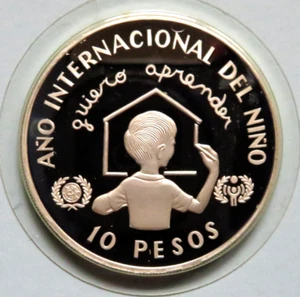 AÑO INTERNACIONAL DEL NIÑO
quiero aprender
10 PESOS